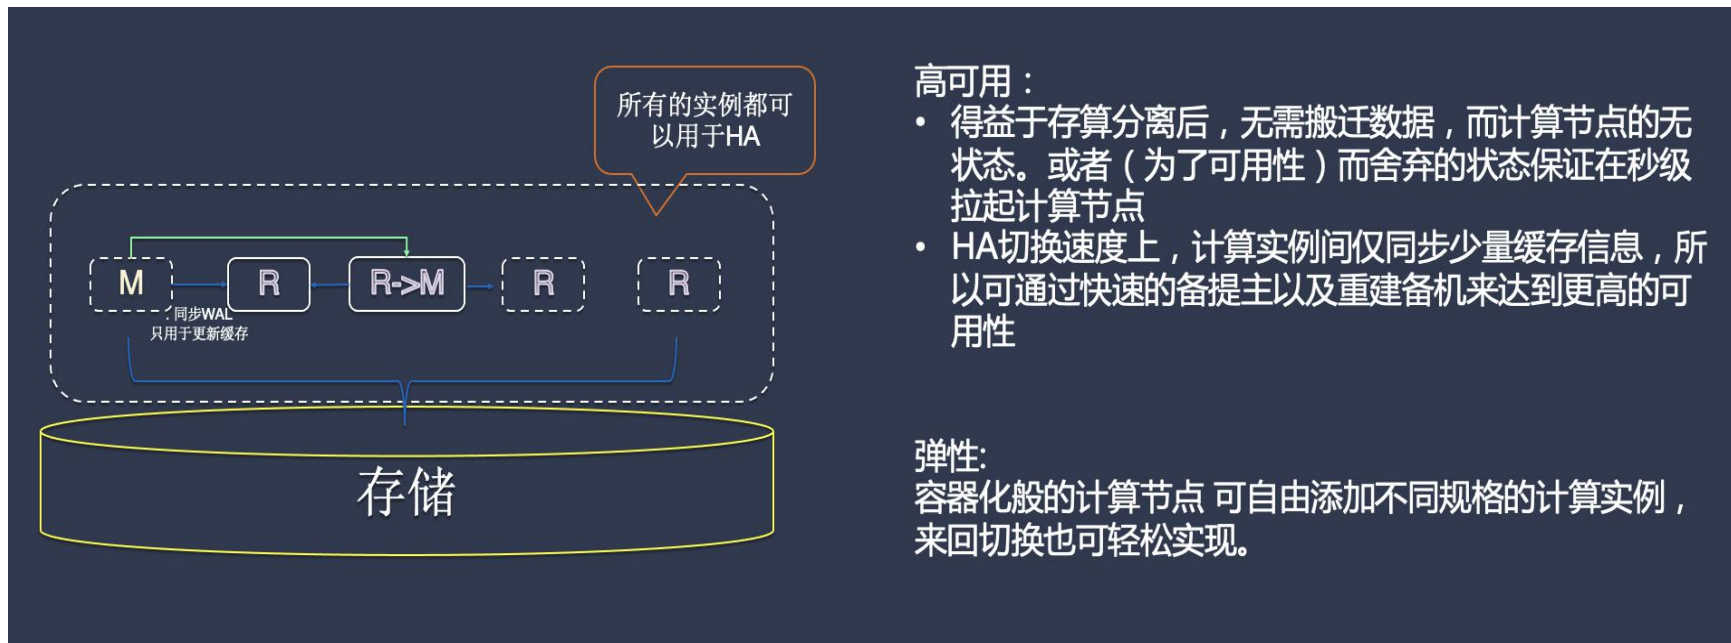 所有的实例都可
以用于HA
M
R
R->M
R
R
: 同步WAL
只用于更新缓存
存储
高可用：
• 得益于存算分离后，无需搬迁数据，而计算节点的无
状态。或者（为了可用性）而舍弃的状态保证在秒级
拉起计算节点
• HA切换速度上，计算实例间仅同步少量缓存信息，所
以可通过快速的备提主以及重建备机来达到更高的可
用性
弹性:
容器化般的计算节点 可自由添加不同规格的计算实例，
来回切换也可轻松实现。